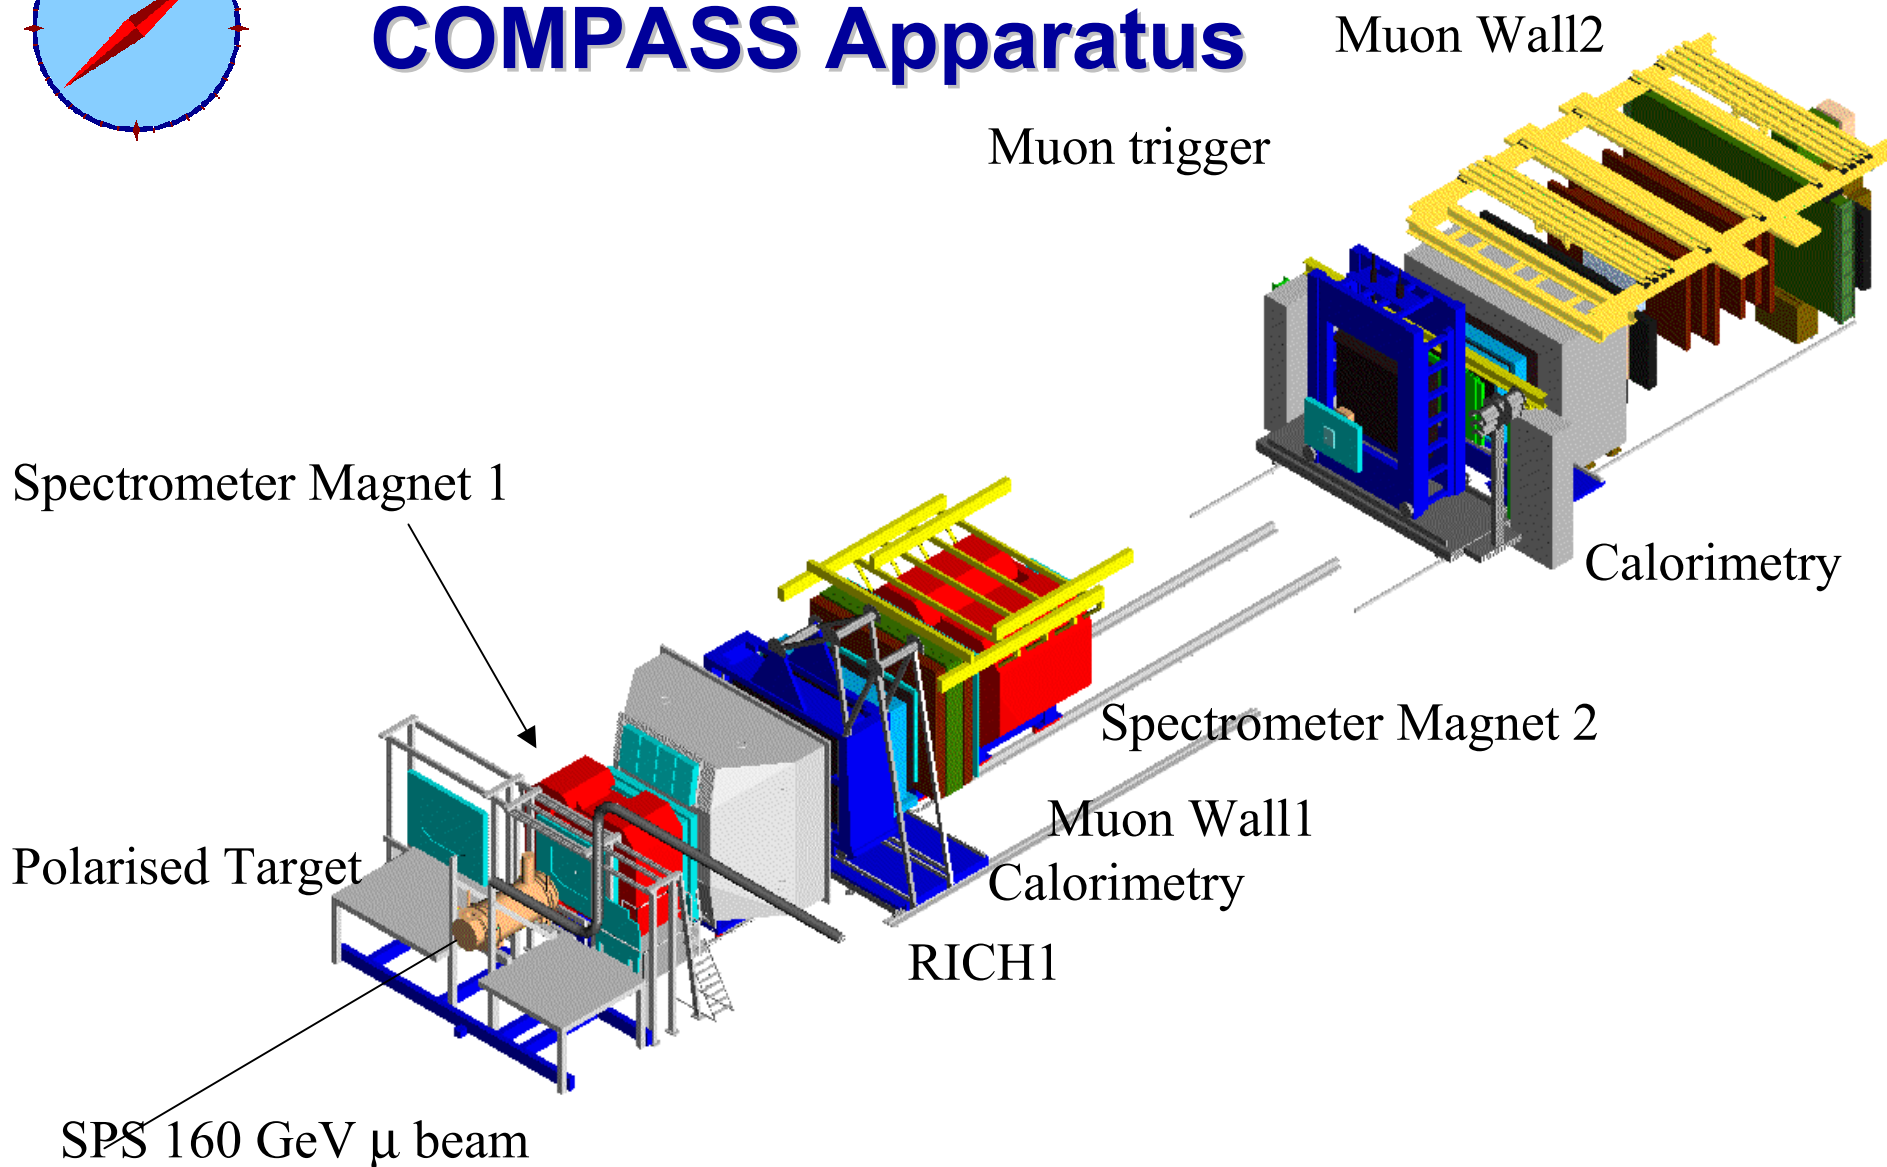 COMPASS Apparatus
Muon Wall2
Muon trigger
Spectrometer Magnet 1
Calorimetry
Spectrometer Magnet 2
Muon Wall1
Polarised Target
Calorimetry
RICH1
SPS 160 GeV μ beam